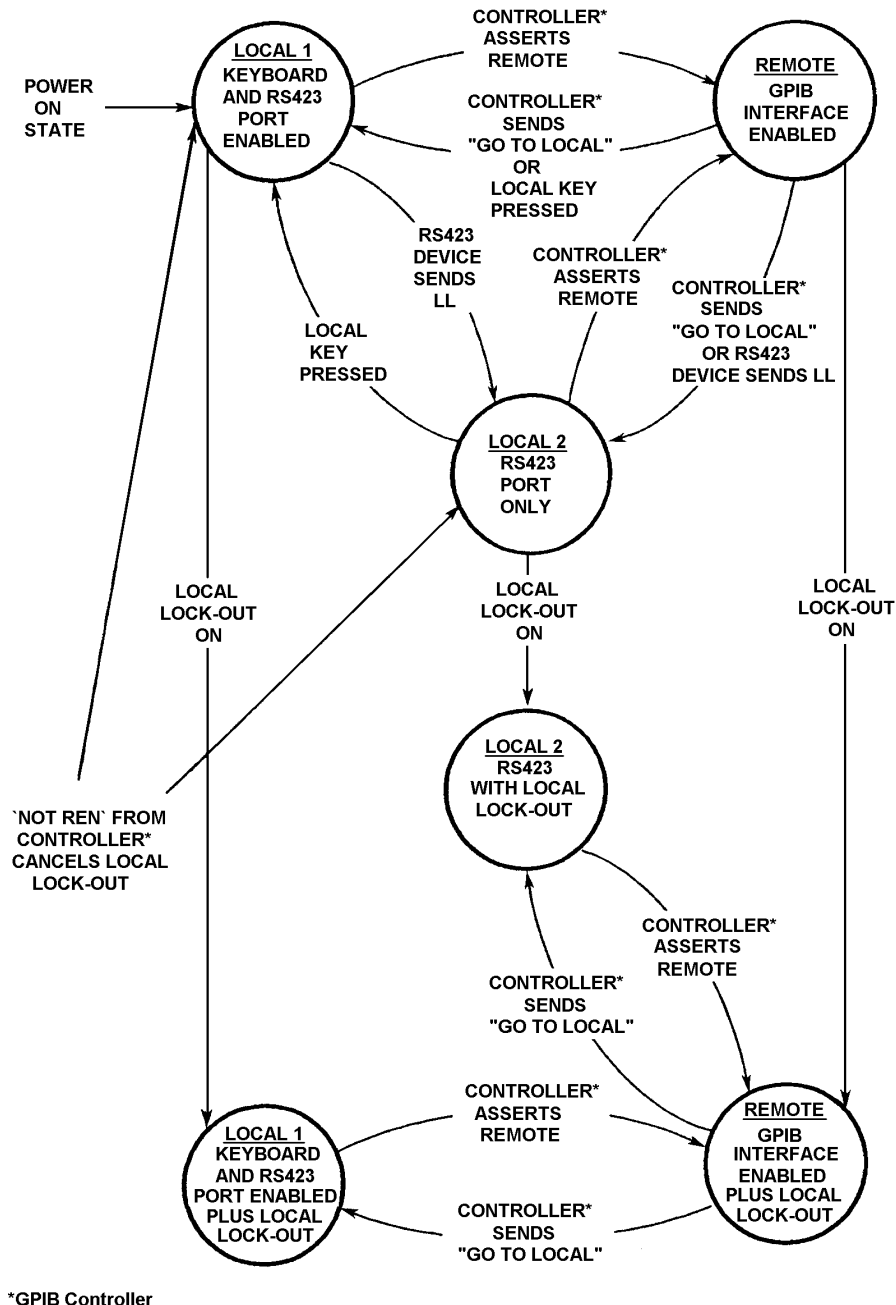 POWER
ON
STATE
LOCAL 1
KEYBOARD
AND RS423
PORT
ENABLED
CONTROLLER*
ASSERTS
REMOTE
REMOTE
GPIB
INTERFACE
ENABLED
CONTROLLER*
SENDS
"GO TO LOCAL"
OR
LOCAL KEY
PRESSED
RS423
DEVICE
SENDS
LL
CONTROLLER*
ASSERTS
REMOTE
CONTROLLER*
SENDS
"GO TO LOCAL"
OR RS423
DEVICE SENDS LL
LOCAL
KEY
PRESSED
LOCAL 2
RS423
PORT
ONLY
LOCAL
LOCK-OUT
ON
LOCAL
LOCK-OUT
ON
LOCAL
LOCK-OUT
ON
LOCAL 2
RS423
WITH LOCAL
LOCK-OUT
`NOT REN` FROM
CONTROLLER*
CANCELS LOCAL
LOCK-OUT
CONTROLLER*
ASSERTS
REMOTE
CONTROLLER*
SENDS
"GO TO LOCAL"
CONTROLLER*
ASSERTS
REMOTE
LOCAL 1
KEYBOARD
AND RS423
PORT ENABLED
PLUS LOCAL
LOCK-OUT
REMOTE
GPIB
INTERFACE
ENABLED
PLUS LOCAL
LOCK-OUT
CONTROLLER*
SENDS
"GO TO LOCAL"
*GPIB Controller